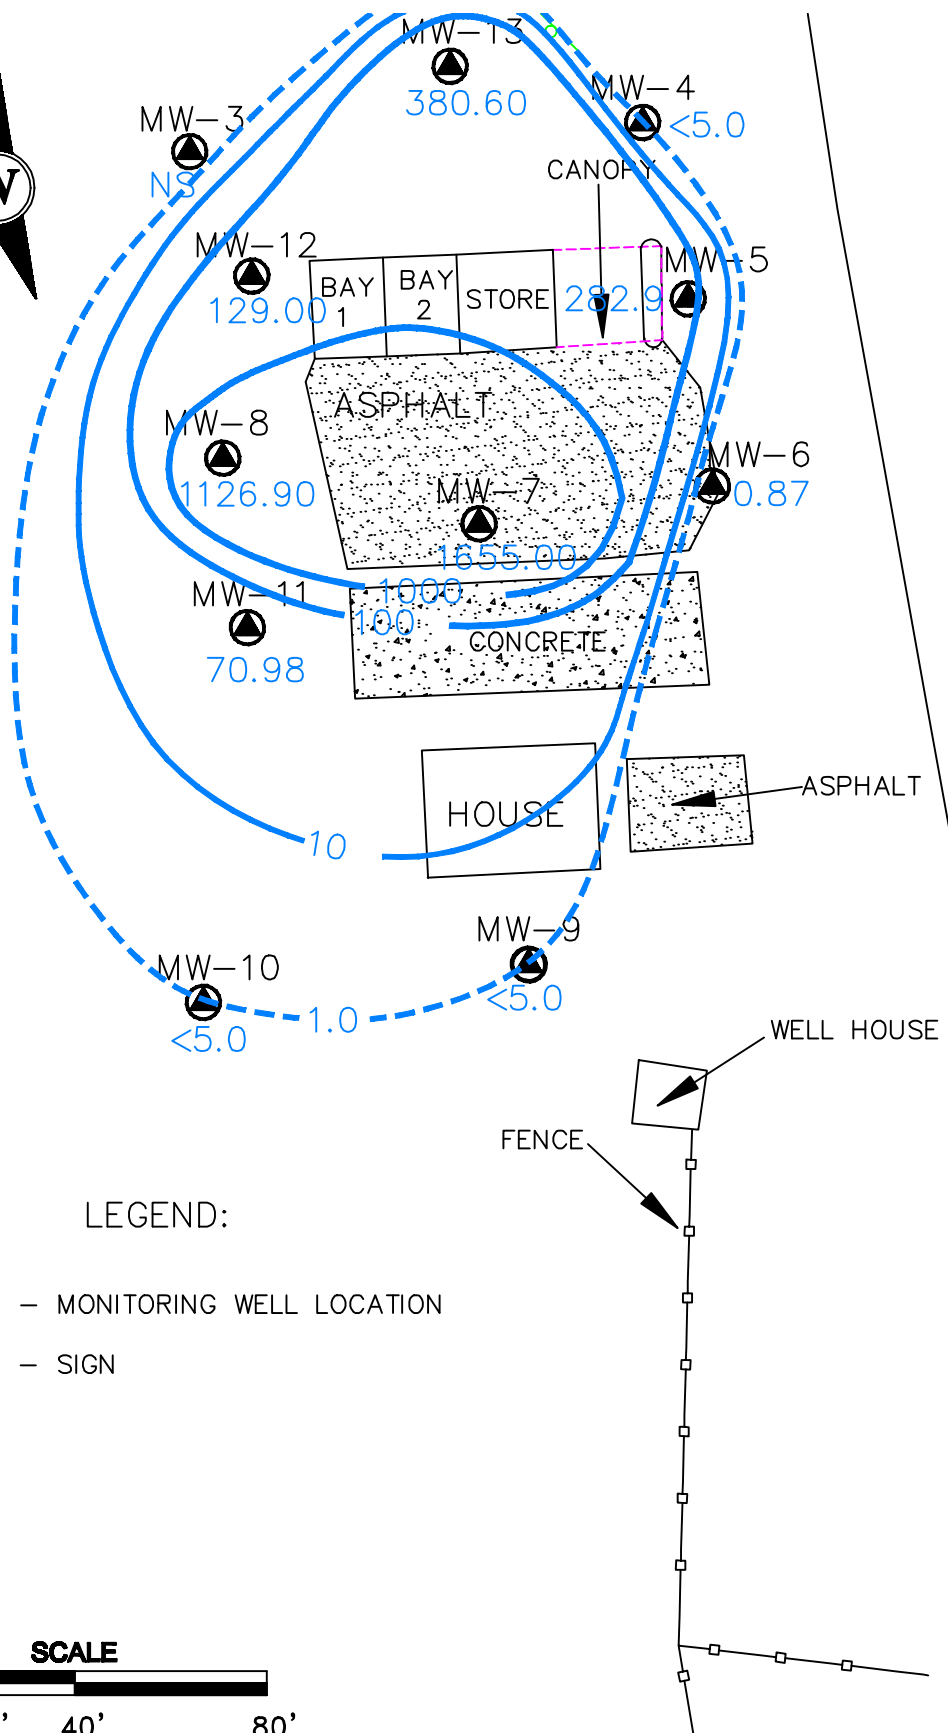 MW-13
380.60
MW-4
<5.0
MW-3
NS
CANOPY
MW-12
129.00
BAY
1
BAY
2
STORE
282.9
MW-5
ASPHALT
MW-8
1126.90
MW-7
1655.00
MW-6
0.87
1000
100
MW-11
70.98
CONCRETE
HOUSE
ASPHALT
10
MW-9
<5.0
MW-10
<5.0
1.0
WELL HOUSE
FENCE
LEGEND:
- MONITORING WELL LOCATION
- SIGN
SCALE
40'
80'